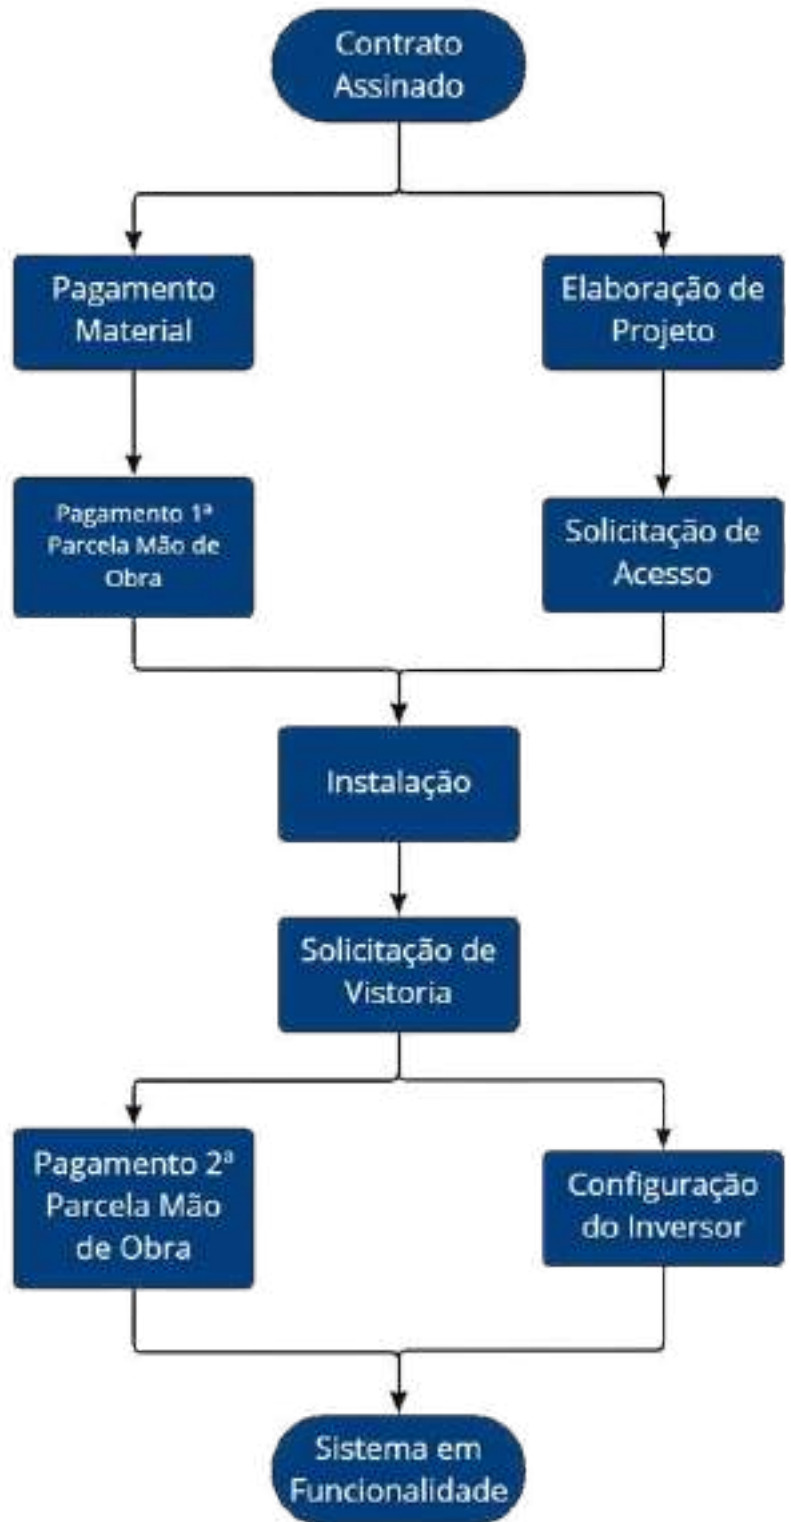 Contrato
Assinado
Pagamento
Material
Elaboração de
Projeto
Pagamento 1ª
Parcela Mão de
Obra
Solicitação de
Acesso
Instalação
Solicitação de
Vistoria
Pagamento 2ª
Parcela Mão
de Obra
Configuração
do Inversor
Sistema em
Funcionalidade